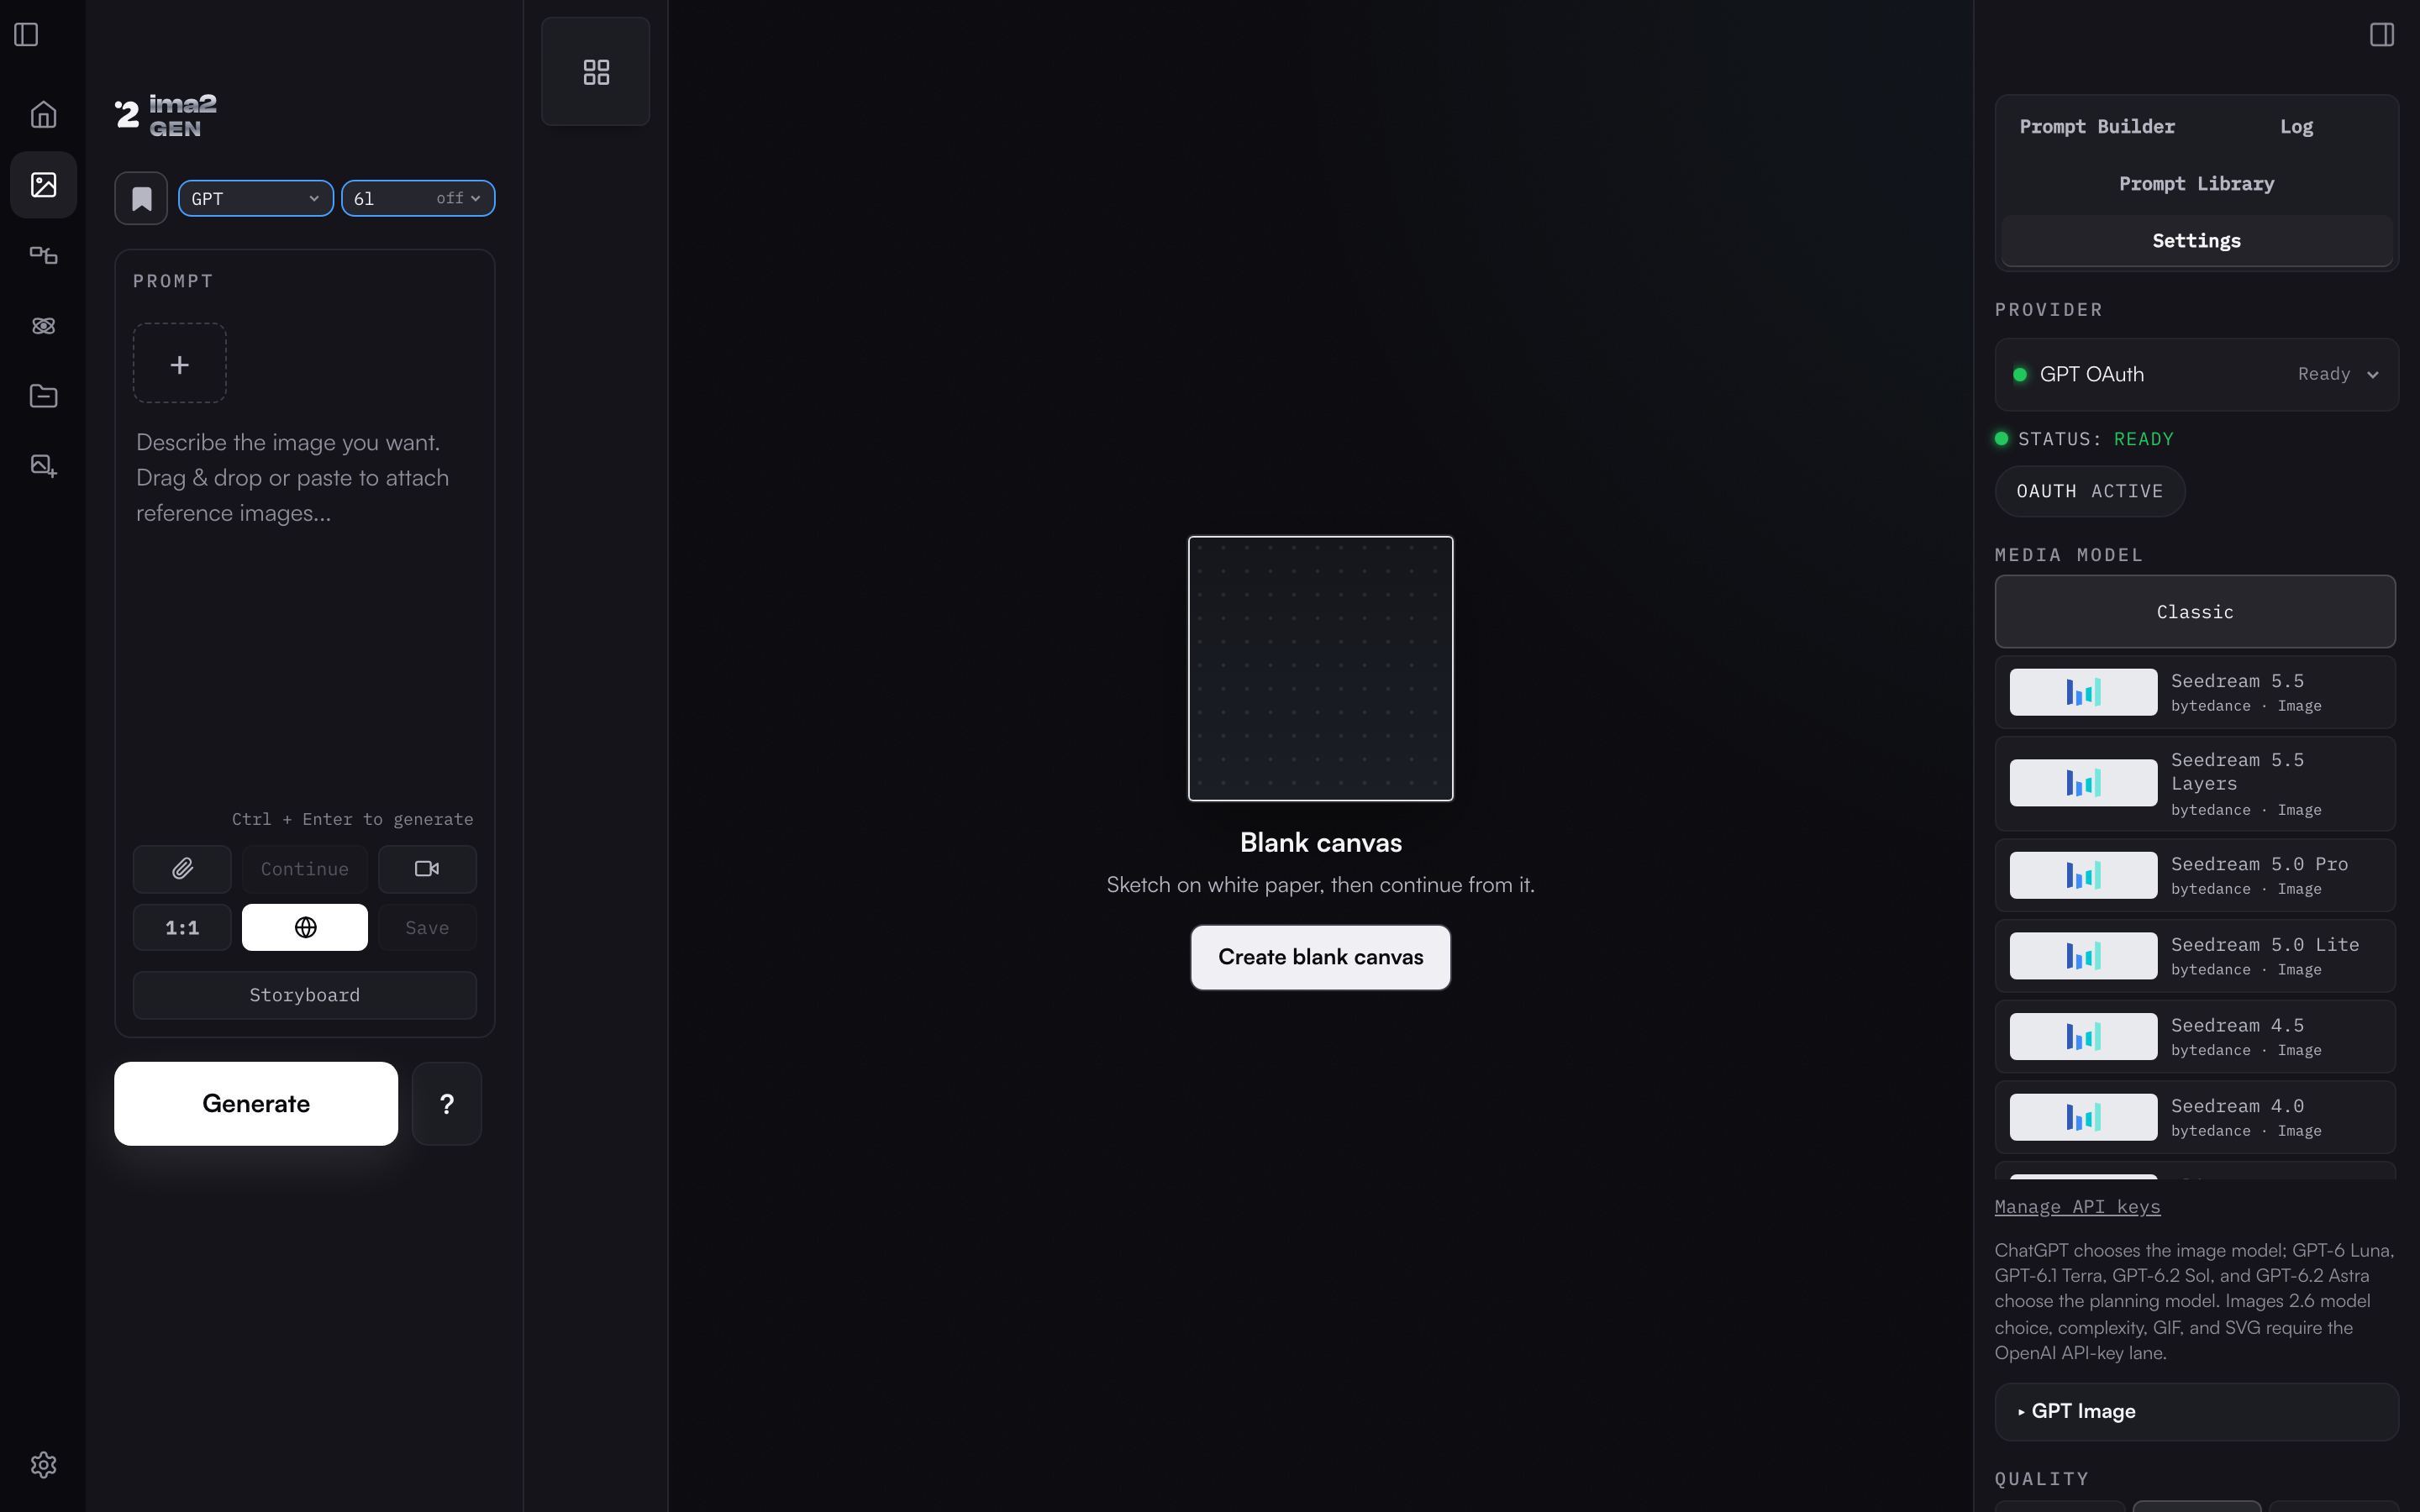 ima2
GEN
GPT
6l off
PROMPT
+
Describe the image you want.
Drag & drop or paste to attach
reference images...
Ctrl + Enter to generate
Continue
1:1
Save
Storyboard
Generate
?
Blank canvas
Sketch on white paper, then continue from it.
Create blank canvas
Prompt Builder
Log
Prompt Library
Settings
PROVIDER
GPT OAuth
Ready
STATUS: READY
OAUTH ACTIVE
MEDIA MODEL
Classic
Seedream 5.5
bytedance · Image
Seedream 5.5
Layers
bytedance · Image
Seedream 5.0 Pro
bytedance · Image
Seedream 5.0 Lite
bytedance · Image
Seedream 4.5
bytedance · Image
Seedream 4.0
bytedance · Image
Manage API keys
ChatGPT chooses the image model; GPT-6 Luna,
GPT-6.1 Terra, GPT-6.2 Sol, and GPT-6.2 Astra
choose the planning model. Images 2.6 model
choice, complexity, GIF, and SVG require the
OpenAI API-key lane.
GPT Image
QUALITY